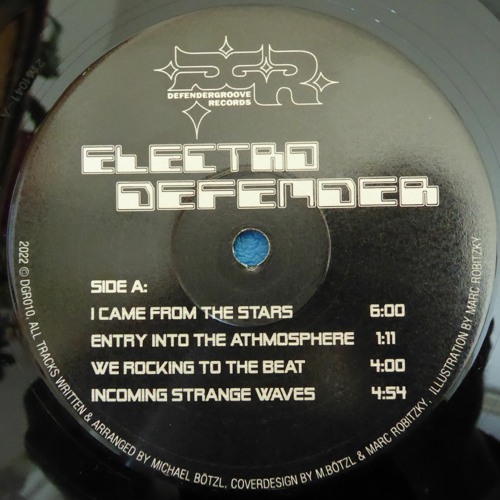 DGR
DEFENDERGROOVE
RECORDS
ELECTRO
DEFENDER
SIDE A:
I CAME FROM THE STARS 6:00
ENTRY INTO THE ATHMOSPHERE 1:11
WE ROCKING TO THE BEAT 4:00
INCOMING STRANGE WAVES 4:54
2022 © DGR010. ALL TRACKS WRITTEN & ARRANGED BY MICHAEL BÖTZL. COVERDESIGN BY M.BÖTZL & MARC ROBITZKY. ILLUSTRATION BY MARC ROBITZKY